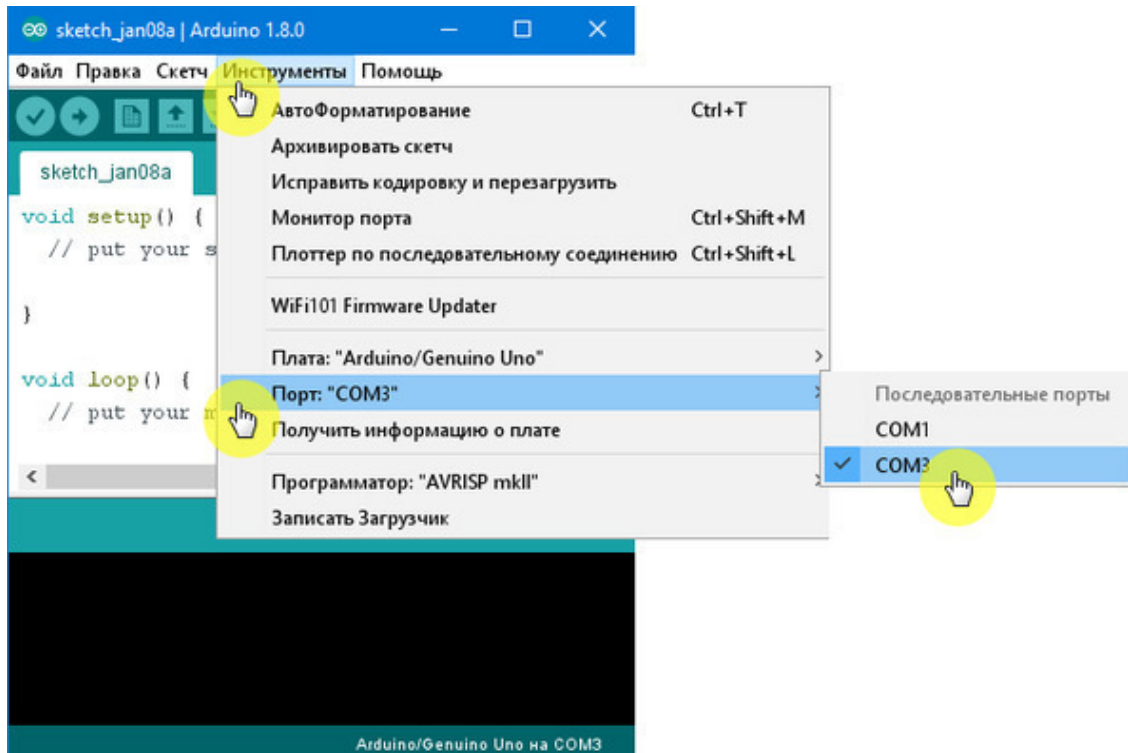 sketch_jan08a | Arduino 1.8.0
Файл Правка Скетч Инструменты Помощь
АвтоФорматирование Ctrl+T
Архивировать скетч
Исправить кодировку и перезагрузить
Монитор порта Ctrl+Shift+M
Плоттер по последовательному соединению Ctrl+Shift+L
WiFi101 Firmware Updater
Плата: "Arduino/Genuino Uno"
Порт: "COM3"
Получить информацию о плате
Программатор: "AVRISP mkII"
Записать Загрузчик
Последовательные порты
COM1
COM3
sketch_jan08a
void setup() {
// put your s
}
void loop() {
// put your m
Arduino/Genuino Uno на COM3